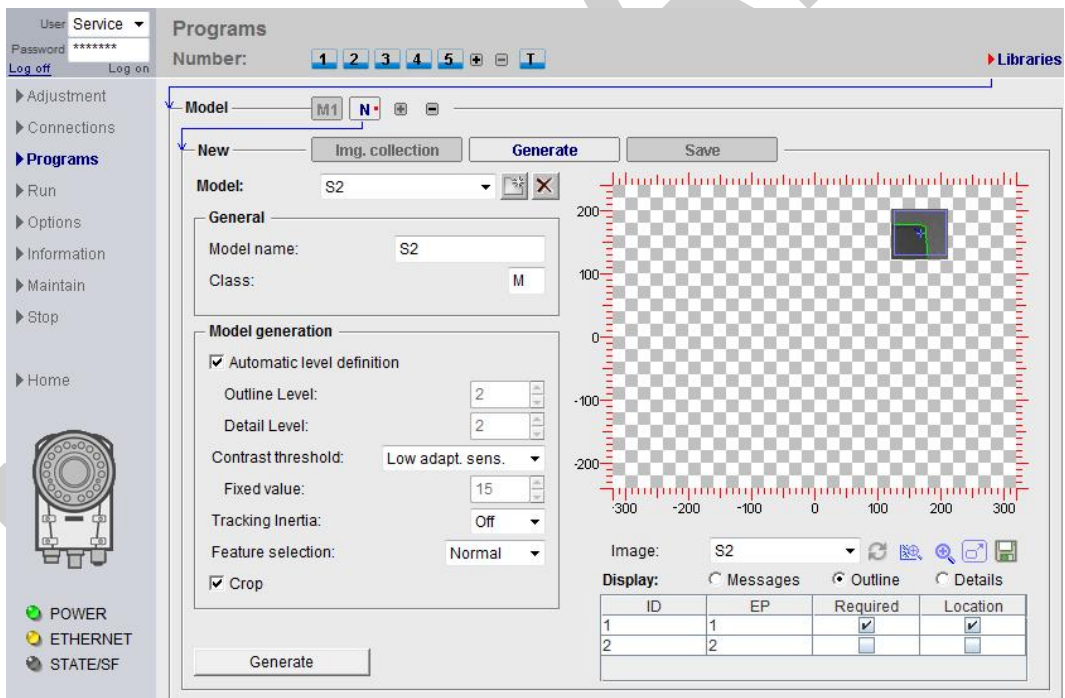 User Service
Password *******
Log off Log on
Programs
Number: 1 2 3 4 5 T
Libraries
Adjustment
Connections
Programs
Run
Options
Information
Maintain
Stop
Home
POWER
ETHERNET
STATE/SF
Model M1 N
New Img. collection Generate Save
Model: S2
General
Model name: S2
Class: M
Model generation
Automatic level definition
Outline Level: 2
Detail Level: 2
Contrast threshold: Low adapt. sens.
Fixed value: 15
Tracking Inertia: Off
Feature selection: Normal
Crop
Generate
200
100
0
-100
-200
-300 -200 -100 0 100 200 300
Image: S2
Display: Messages Outline Details
ID EP Required Location
1 1
2 2